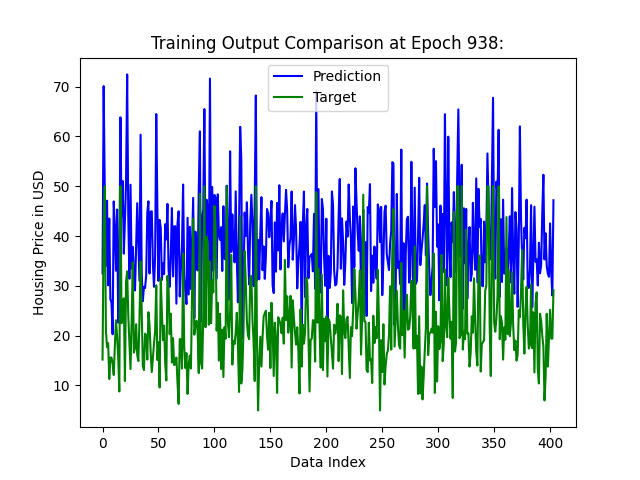 Training Output Comparison at Epoch 938:
Prediction
Target
Housing Price in USD
70
60
50
40
30
20
10
0 50 100 150 200 250 300 350 400
Data Index